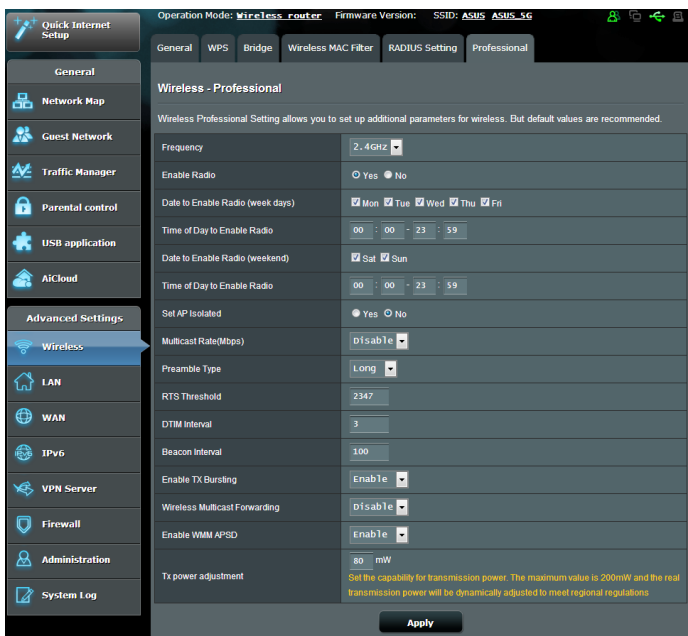 Quick Internet
Setup
Operation Mode: Wireless router Firmware Version: SSID: ASUS ASUS_5G
General WPS Bridge Wireless MAC Filter RADIUS Setting Professional
General
Network Map
Guest Network
Traffic Manager
Parental control
USB application
AiCloud
Advanced Settings
Wireless
LAN
WAN
IPv6
IPv6
VPN Server
Firewall
Administration
System Log
Wireless - Professional
Wireless Professional Setting allows you to set up additional parameters for wireless. But default values are recommended.
Frequency 2.4GHz
Enable Radio Yes No
Date to Enable Radio (week days) Mon Tue Wed Thu Fri
Time of Day to Enable Radio 00 : 00 - 23 : 59
Date to Enable Radio (weekend) Sat Sun
Time of Day to Enable Radio 00 : 00 - 23 : 59
Set AP Isolated Yes No
Multicast Rate(Mbps) Disable
Preamble Type Long
RTS Threshold 2347
DTIM Interval 3
Beacon Interval 100
Enable TX Bursting Enable
Wireless Multicast Forwarding Disable
Enable WMM APSD Enable
Tx power adjustment 80 mW
Set the capability for transmission power. The maximum value is 200mW and the real
transmission power will be dynamically adjusted to meet regional regulations
Apply